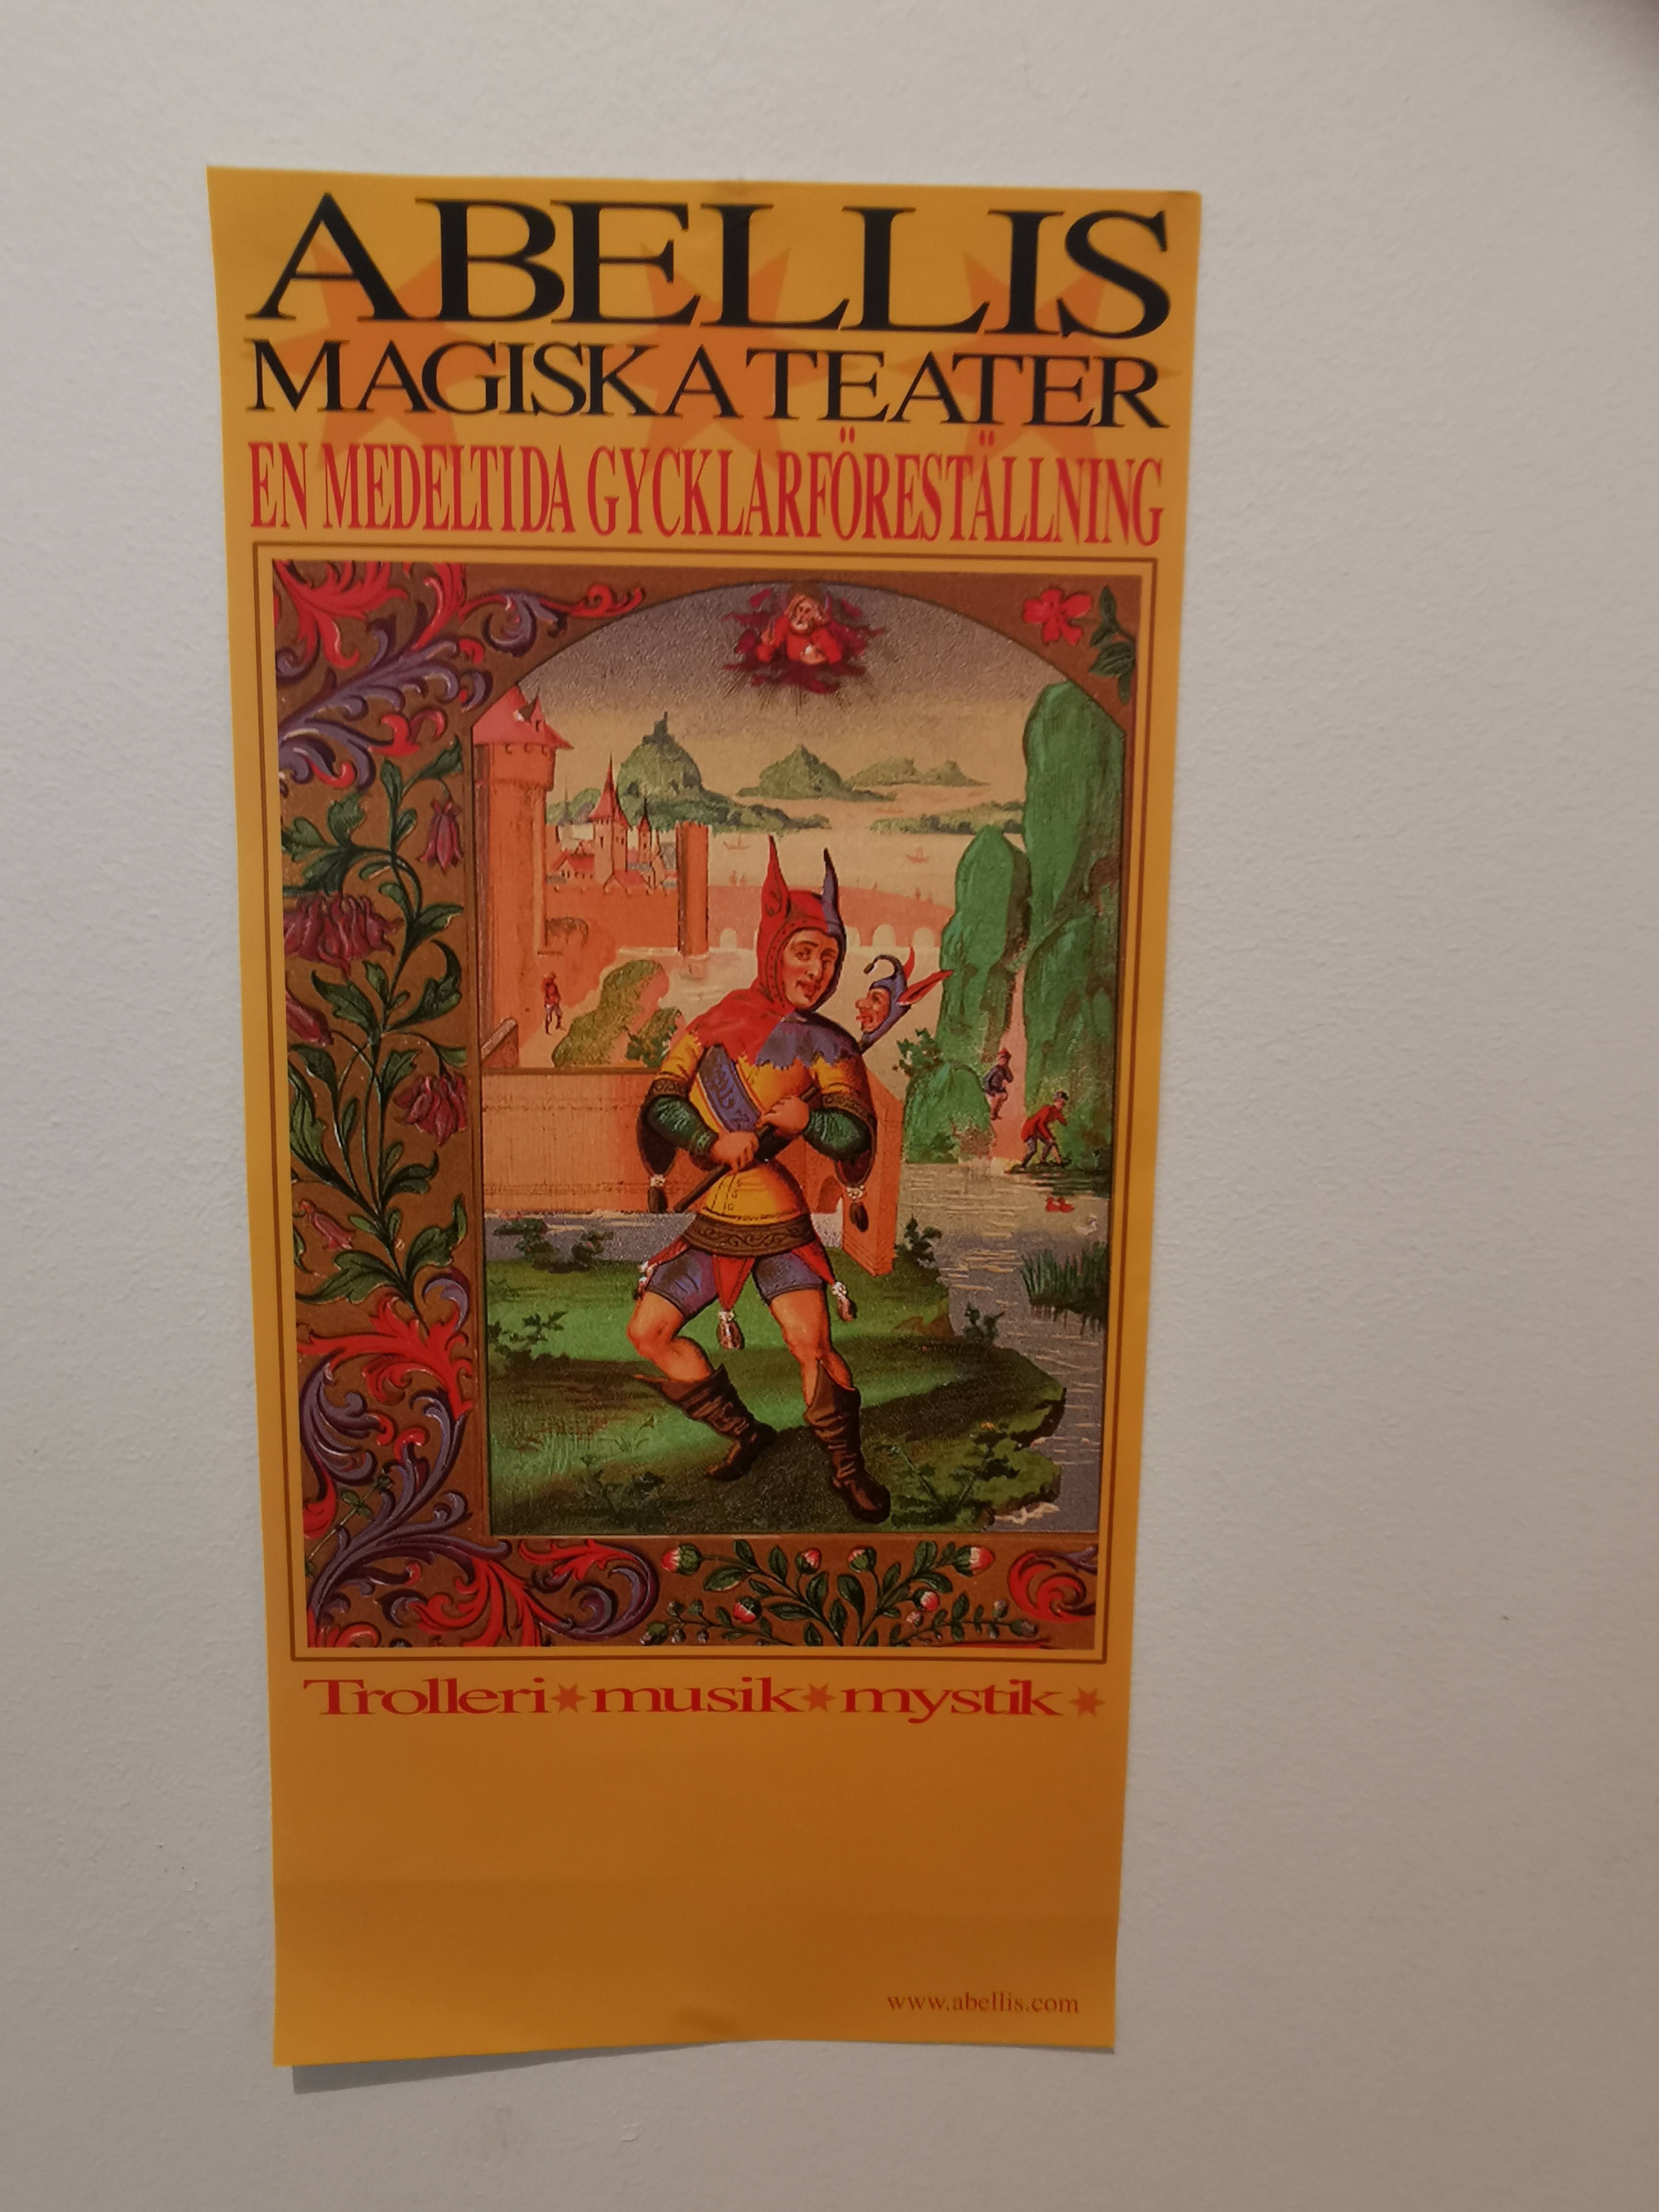 ABELLIS
MAGISKA TEATER
EN MEDELTIDA GYCKLARFÖRESTÄLLNING
Trolleri✶musik✶mystik✶
www.abellis.com